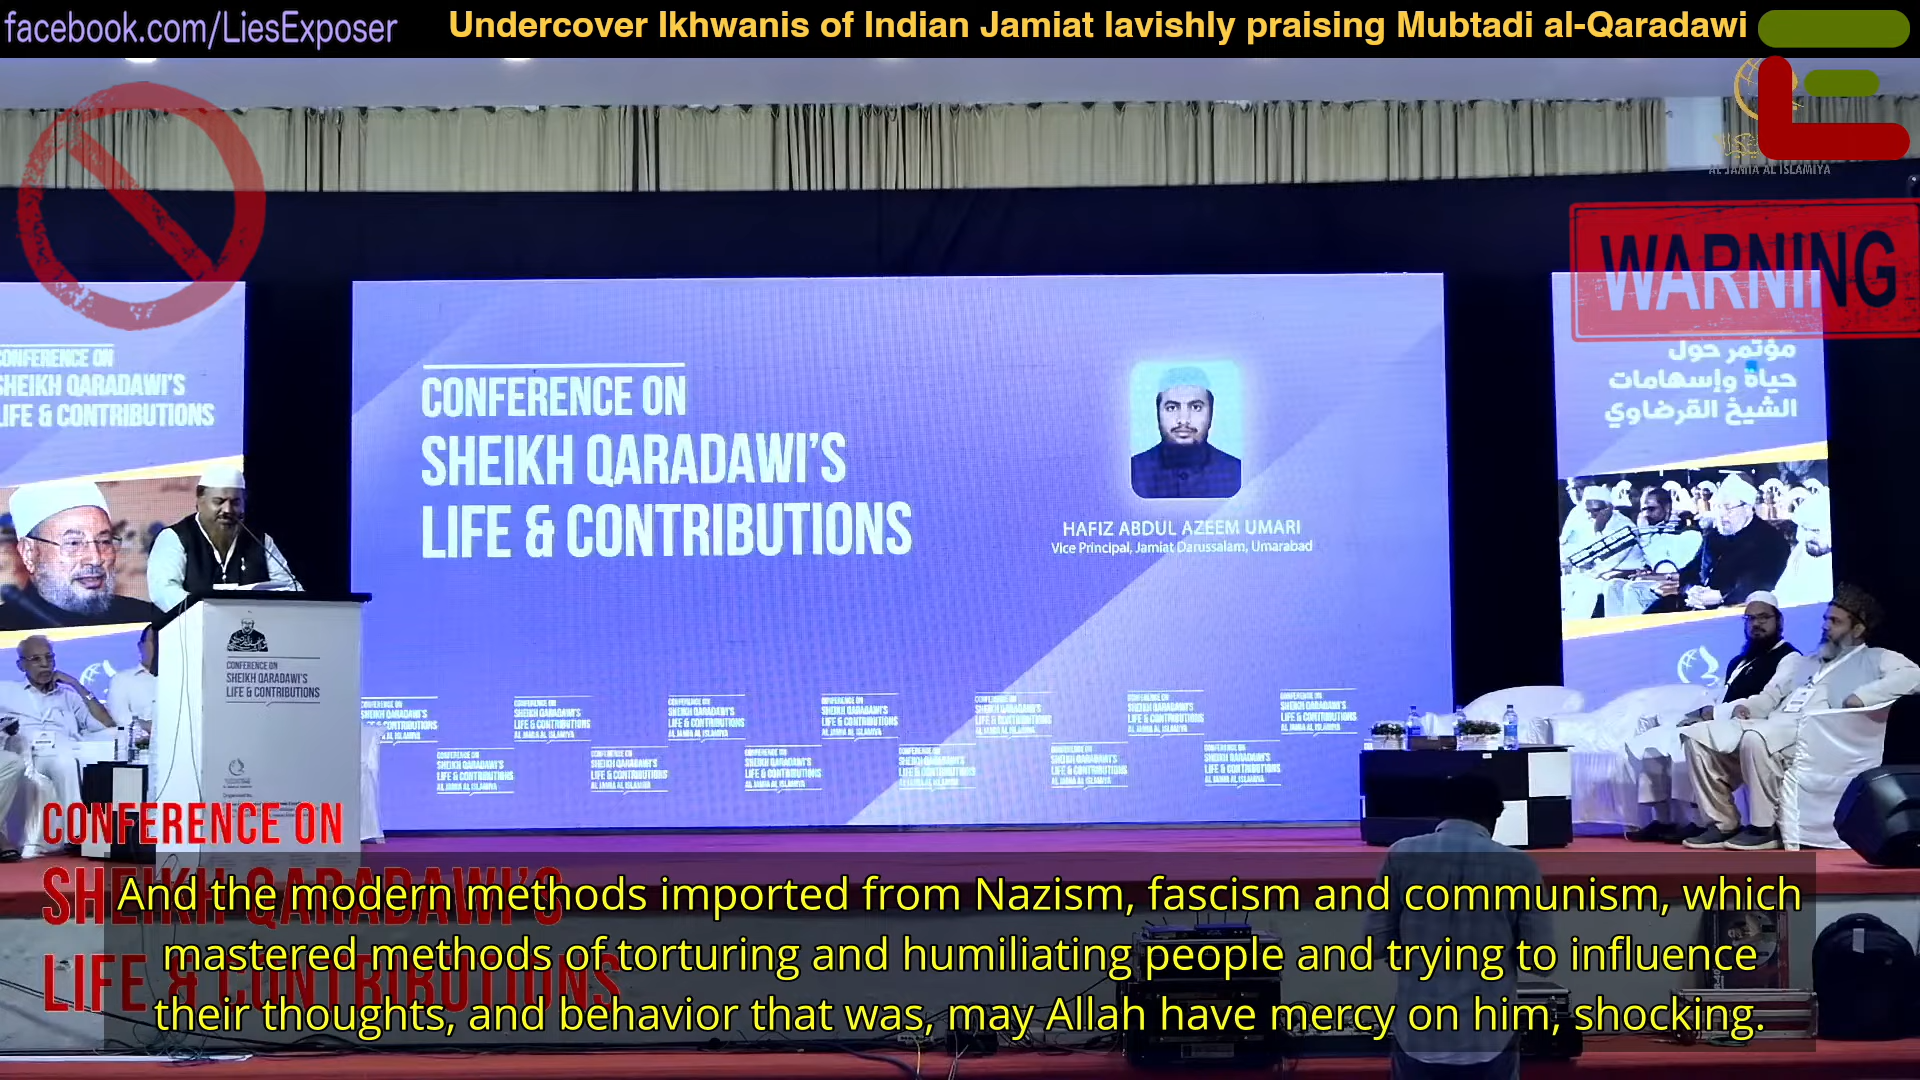 facebook.com/LiesExposer
Undercover Ikhwanis of Indian Jamiat lavishly praising Mubtadi al-Qaradawi
AL JAMIA AL ISLAMIYA
WARNING
CONFERENCE ON
SHEIKH QARADAWI'S
LIFE & CONTRIBUTIONS
CONFERENCE ON
SHEIKH QARADAWI'S
LIFE & CONTRIBUTIONS
HAFIZ ABDUL AZEEM UMARI
Vice Principal, Jamiat Darussalam, Umarabad
مؤتمر حول
حياة وإسهامات
الشيخ القرضاوي
CONFERENCE ON
SHEIKH QARADAWI'S
LIFE & CONTRIBUTIONS
CONFERENCE ON
SHEIKH QARADAWI'S
LIFE & CONTRIBUTIONS
And the modern methods imported from Nazism, fascism and communism, which
mastered methods of torturing and humiliating people and trying to influence
their thoughts, and behavior that was, may Allah have mercy on him, shocking.